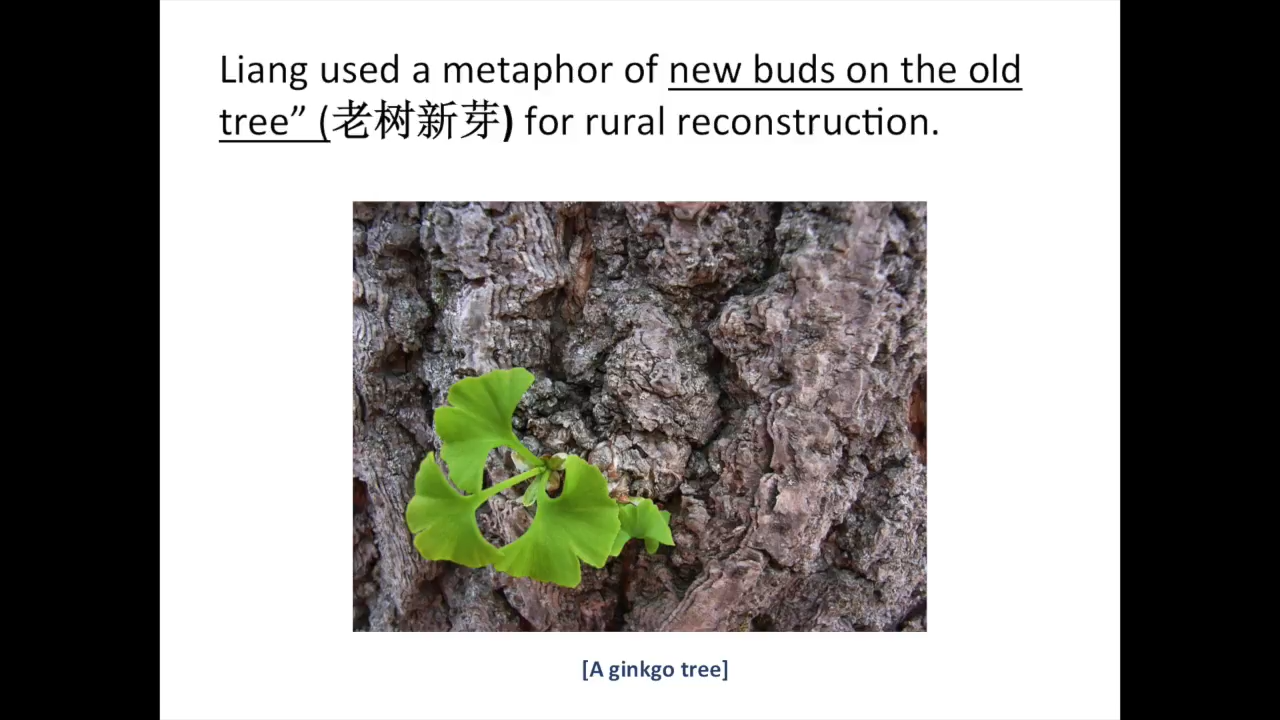 Liang used a metaphor of new buds on the old
tree” (老树新芽) for rural reconstruction.
[A ginkgo tree]